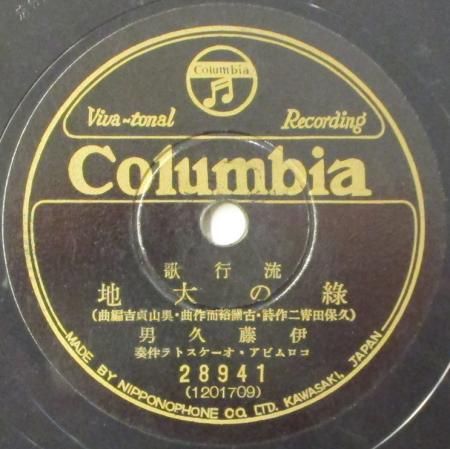 Columbia
Viva-tonal Recording
Columbia
流行歌
綠の大地
(久保田宵二作詩・古關裕而作曲・奥山貞吉編曲)
伊藤久男
コロムビア・オーケストラ伴奏
28941
(1201709)
MADE BY NIPPONOPHONE CO., LTD. KAWASAKI, JAPAN